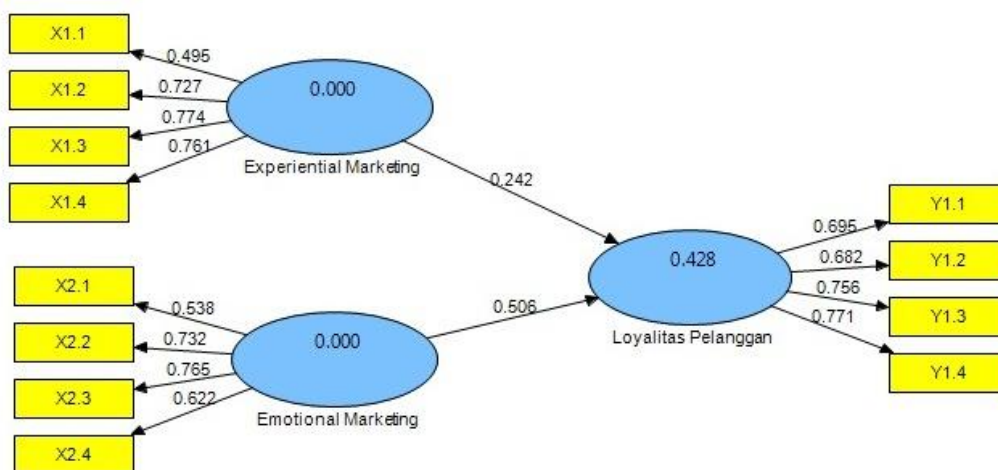 X1.1
0.495
X1.2
0.727
X1.3
0.774
X1.4
0.761
0.000
Experiential Marketing
0.242
X2.1
0.538
X2.2
0.732
X2.3
0.765
X2.4
0.622
0.000
Emotional Marketing
0.506
0.428
Loyalitas Pelanggan
0.695
Y1.1
0.682
Y1.2
0.756
Y1.3
0.771
Y1.4